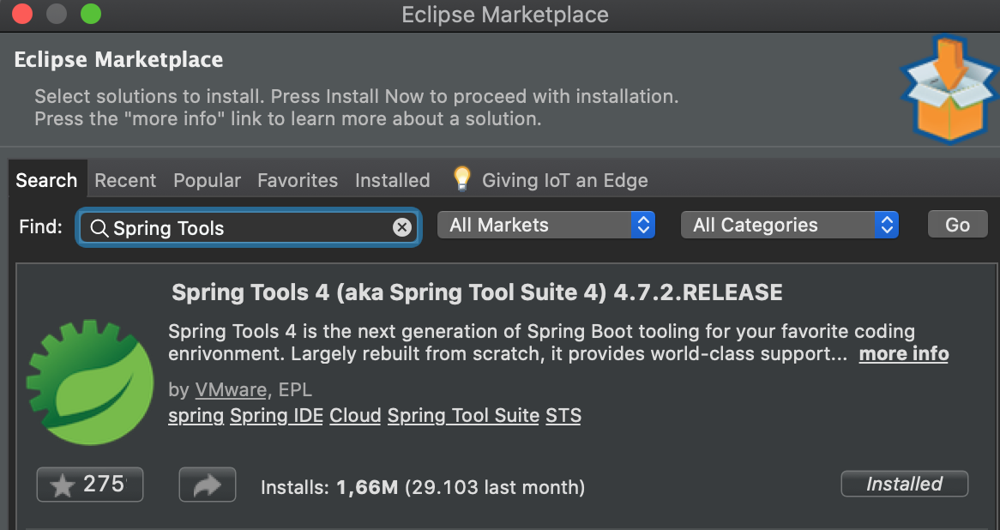 Eclipse Marketplace
Eclipse Marketplace
Select solutions to install. Press Install Now to proceed with installation.
Press the "more info" link to learn more about a solution.
Search Recent Popular Favorites Installed Giving IoT an Edge
Find: Spring Tools All Markets All Categories Go
Spring Tools 4 (aka Spring Tool Suite 4) 4.7.2.RELEASE
Spring Tools 4 is the next generation of Spring Boot tooling for your favorite coding
enrivonment. Largely rebuilt from scratch, it provides world-class support... more info
by VMware, EPL
spring Spring IDE Cloud Spring Tool Suite STS
275 Installs: 1,66M (29.103 last month) Installed